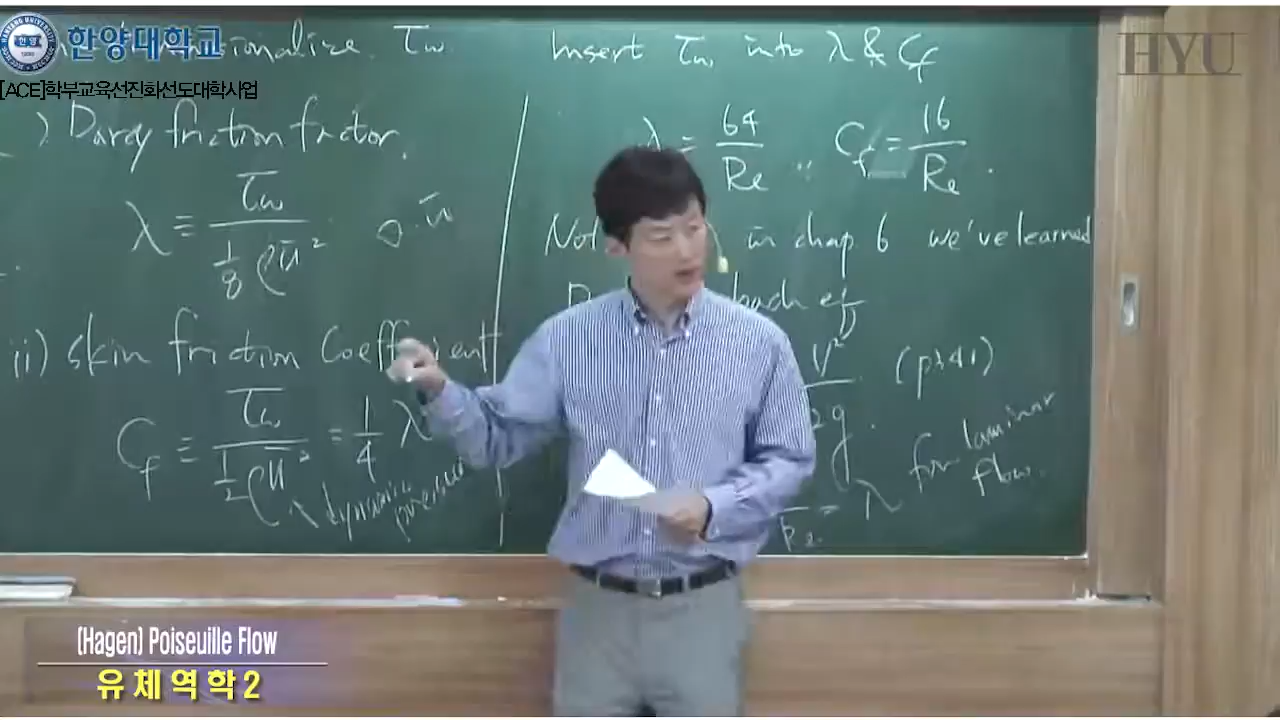 한양대학교
[ACE]학부교육선진화선도대학사업
HYU
τw.
) Darcy friction factor.
λ ≡ τw / (1/8 ρū²)
ii) Skin friction Coefficient
Cf ≡ τw / (1/2 ρū²) = 1/4 λ
dynamic pressure
Insert τw into λ & Cf
λ = 64/Re Cf = 16/Re .
in chap 6 we've learned
V²/2g . (p341)
for laminar flow.
= λ
(Hagen) Poiseuille Flow
유체역학2